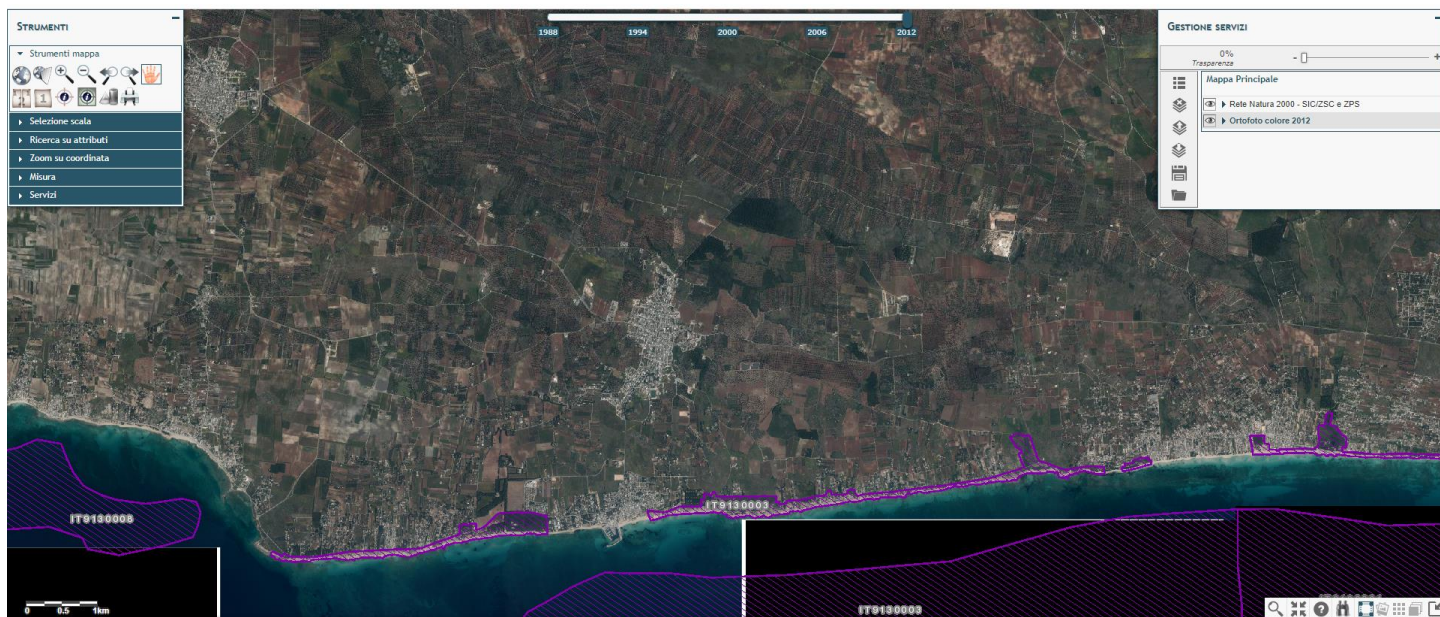 STRUMENTI
Strumenti mappa
Selezione scala
Ricerca su attributi
Zoom su coordinata
Misura
Servizi
1988 1994 2000 2006 2012
GESTIONE SERVIZI
0%
Trasparenza
- +
Mappa Principale
Rete Natura 2000 - SIC/ZSC e ZPS
Ortofoto colore 2012
IT9130008
IT9130003
IT9130003
0 0.5 1km